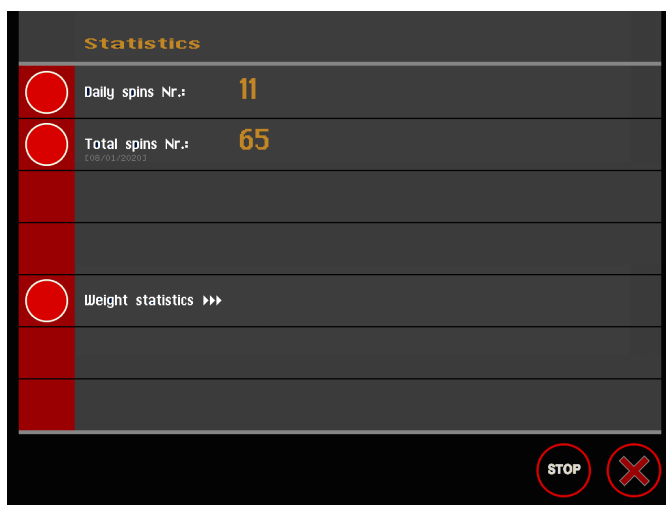 Statistics
Daily spins Nr.: 11
Total spins Nr.: 65
[08/01/2020]
Weight statistics
STOP